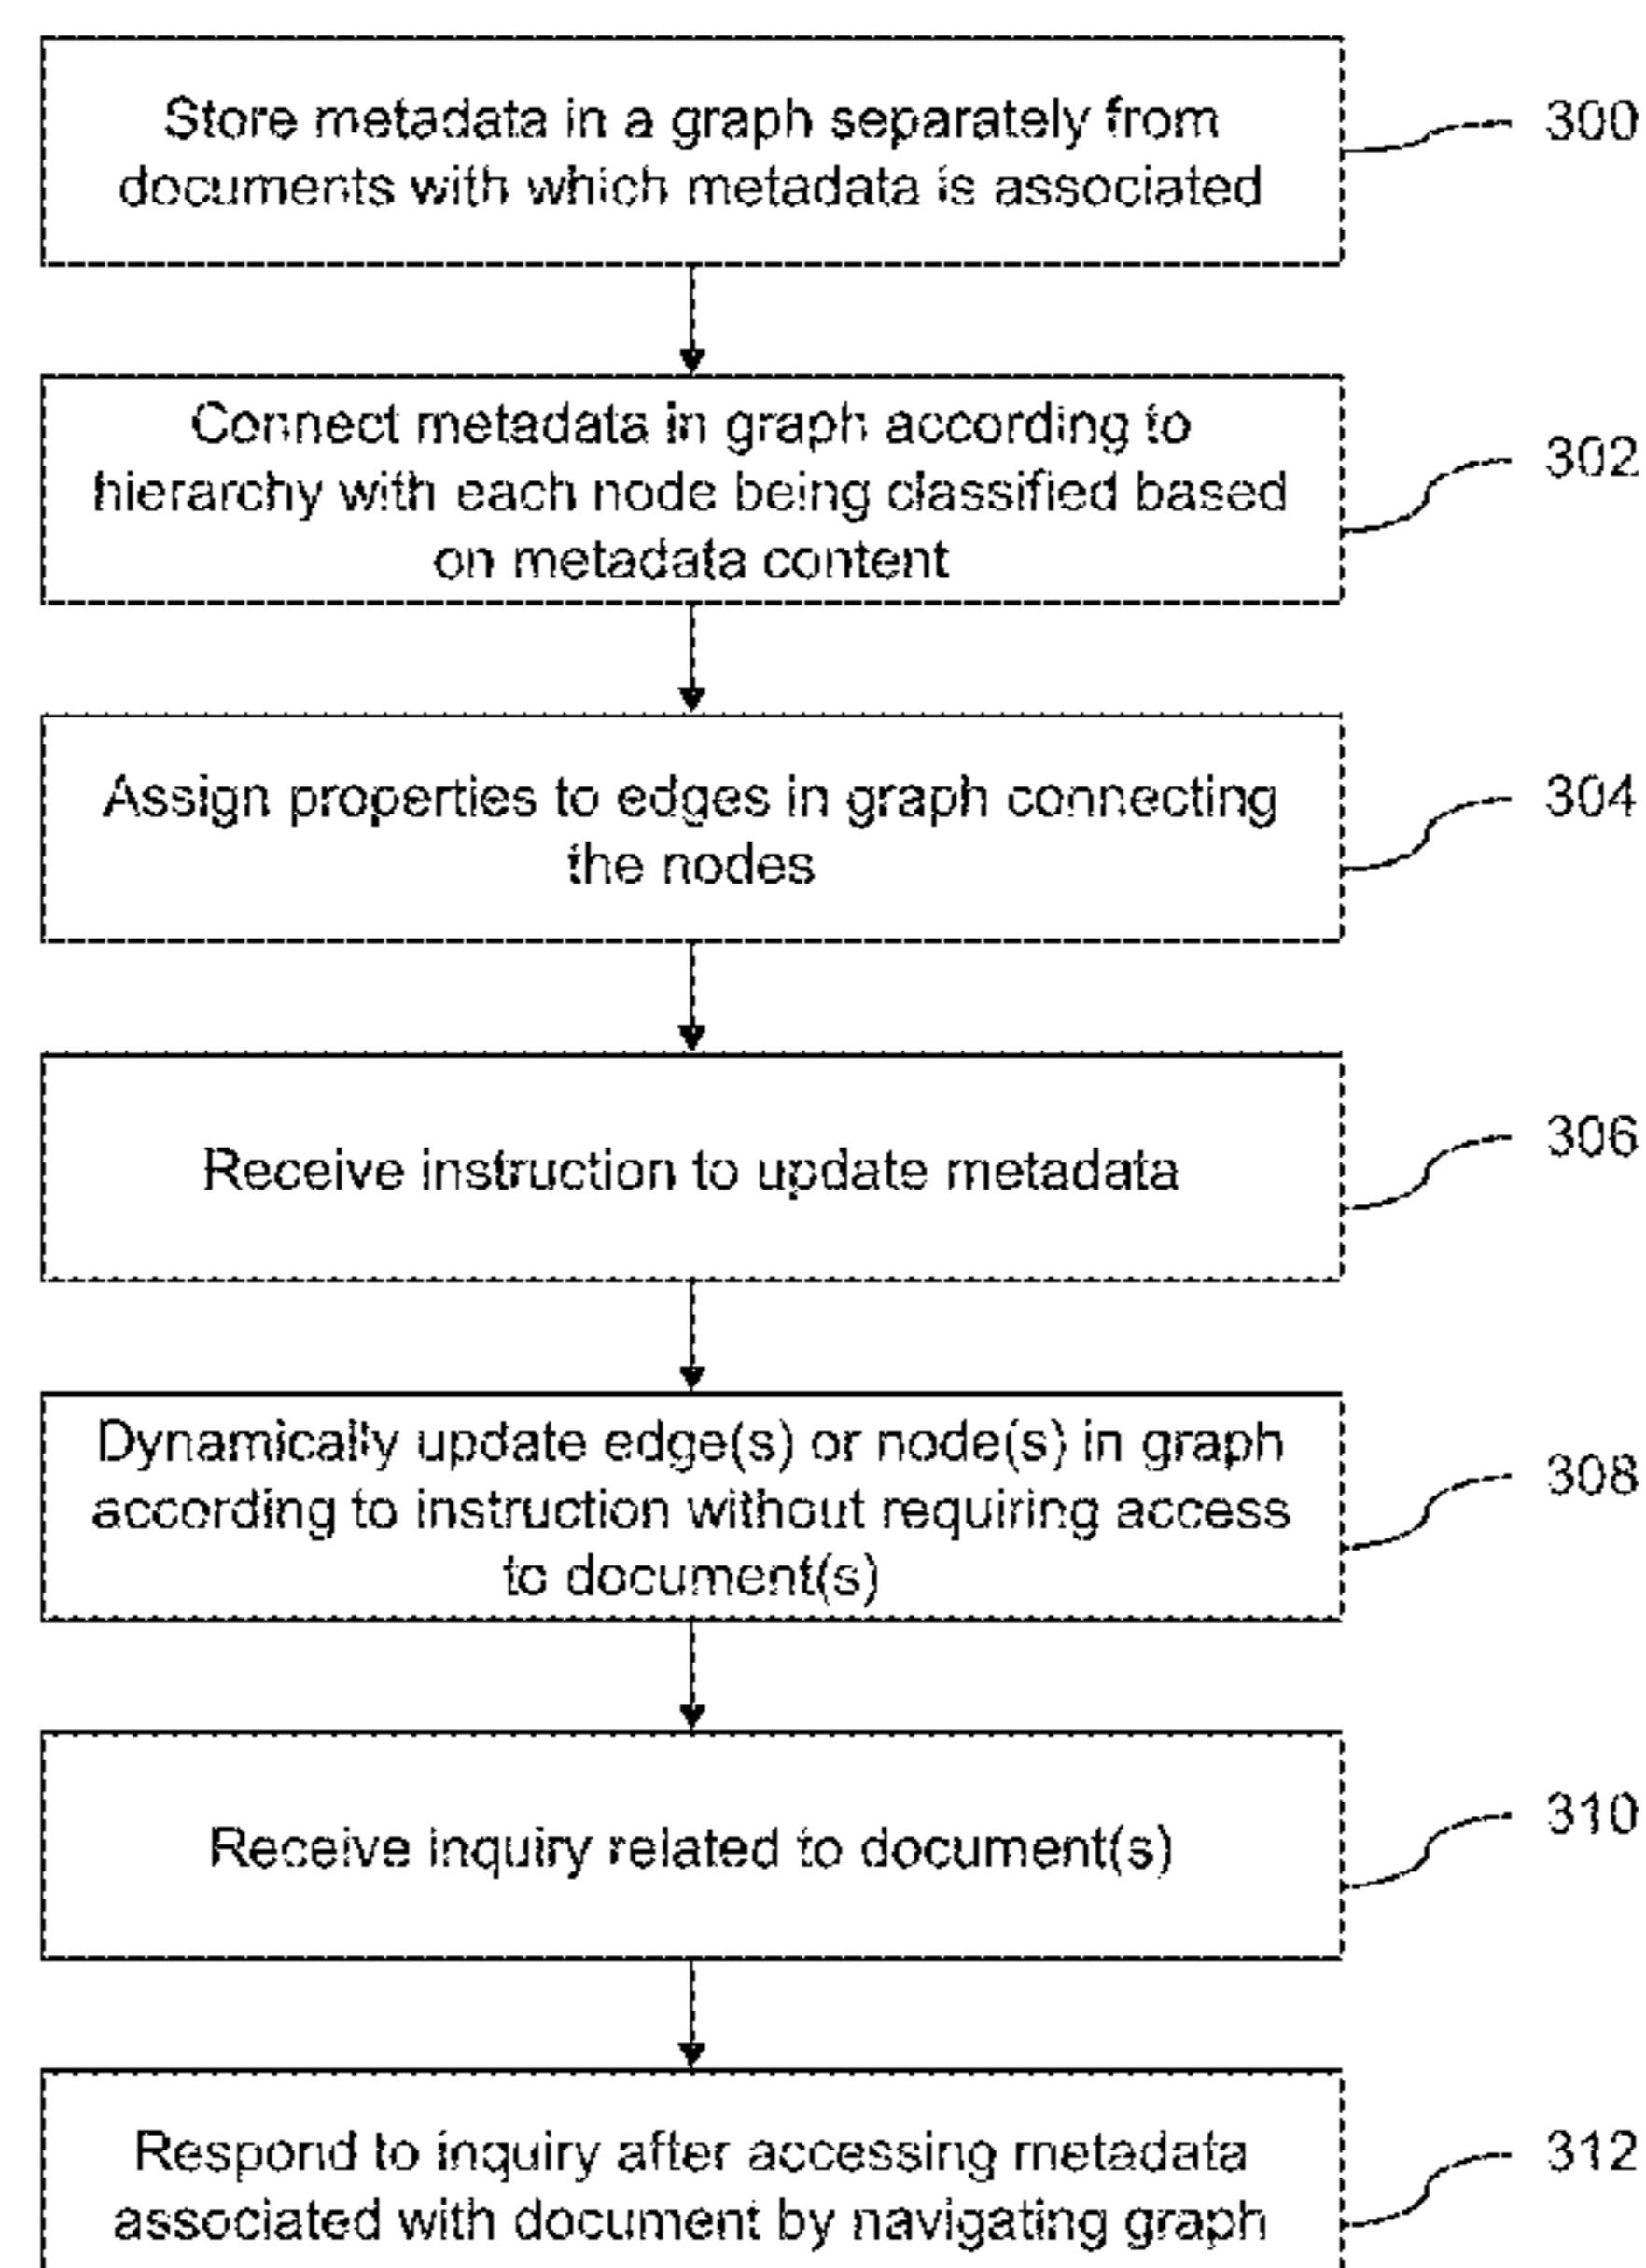 Store metadata in a graph separately from
documents with which metadata is associated
300
Connect metadata in graph according to
hierarchy with each node being classified based
on metadata content
302
Assign properties to edges in graph connecting
the nodes
304
Receive instruction to update metadata
306
Dynamically update edge(s) or node(s) in graph
according to instruction without requiring access
to document(s)
308
Receive inquiry related to document(s)
310
Respond to inquiry after accessing metadata
associated with document by navigating graph
312